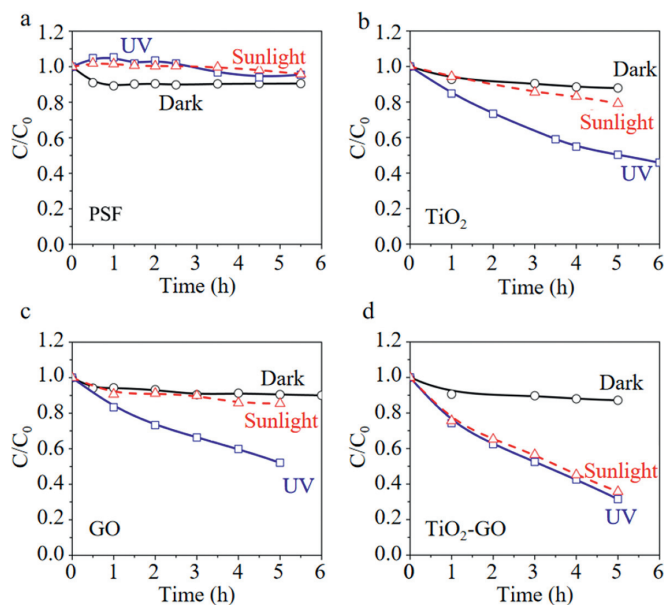 a
1.2
1.0
0.8
0.6
0.4
0.2
0.0
C/C₀
UV
Sunlight
Dark
PSF
0 1 2 3 4 5 6
Time (h)
b
1.2
1.0
0.8
0.6
0.4
0.2
0.0
C/C₀
Dark
Sunlight
UV
TiO₂
0 1 2 3 4 5 6
Time (h)
c
1.2
1.0
0.8
0.6
0.4
0.2
0.0
C/C₀
Dark
Sunlight
UV
GO
0 1 2 3 4 5 6
Time (h)
d
1.2
1.0
0.8
0.6
0.4
0.2
0.0
C/C₀
Dark
Sunlight
UV
TiO₂-GO
0 1 2 3 4 5 6
Time (h)